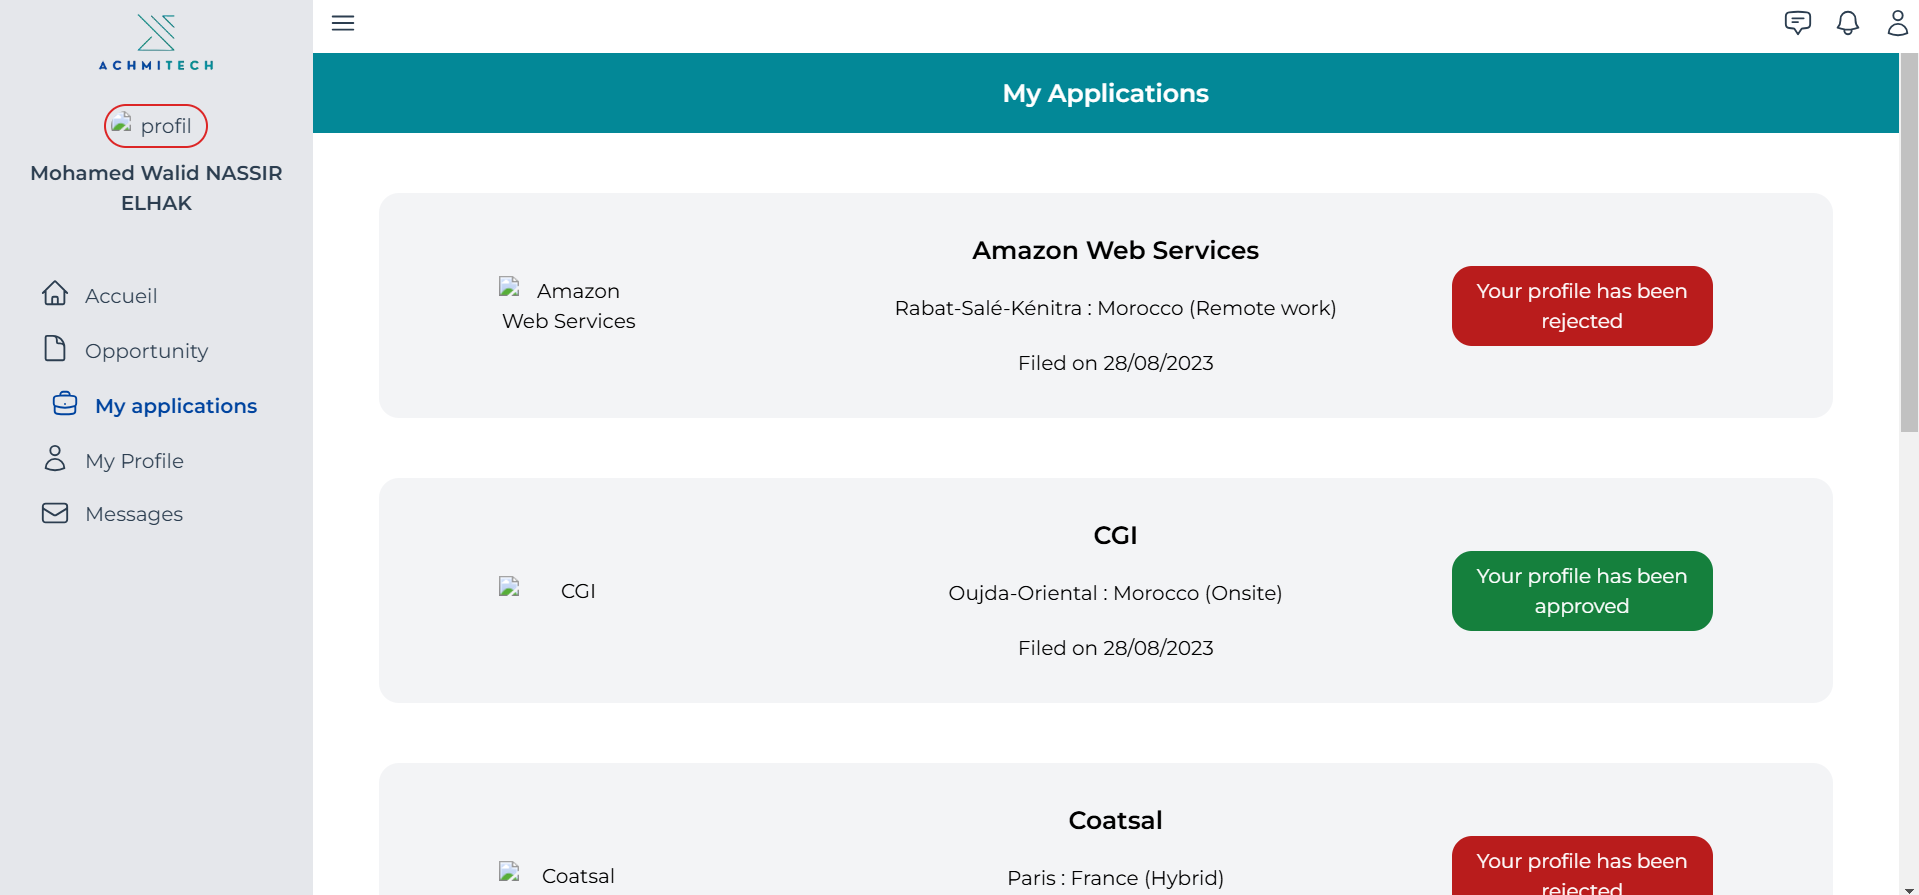 ACHMITECH
profil
Mohamed Walid NASSIR
ELHAK
Accueil
Opportunity
My applications
My Profile
Messages
My Applications
Amazon
Web Services
Amazon Web Services
Rabat-Salé-Kénitra : Morocco (Remote work)
Filed on 28/08/2023
Your profile has been
rejected
CGI
CGI
Oujda-Oriental : Morocco (Onsite)
Filed on 28/08/2023
Your profile has been
approved
Coatsal
Coatsal
Paris : France (Hybrid)
Your profile has been
rejected